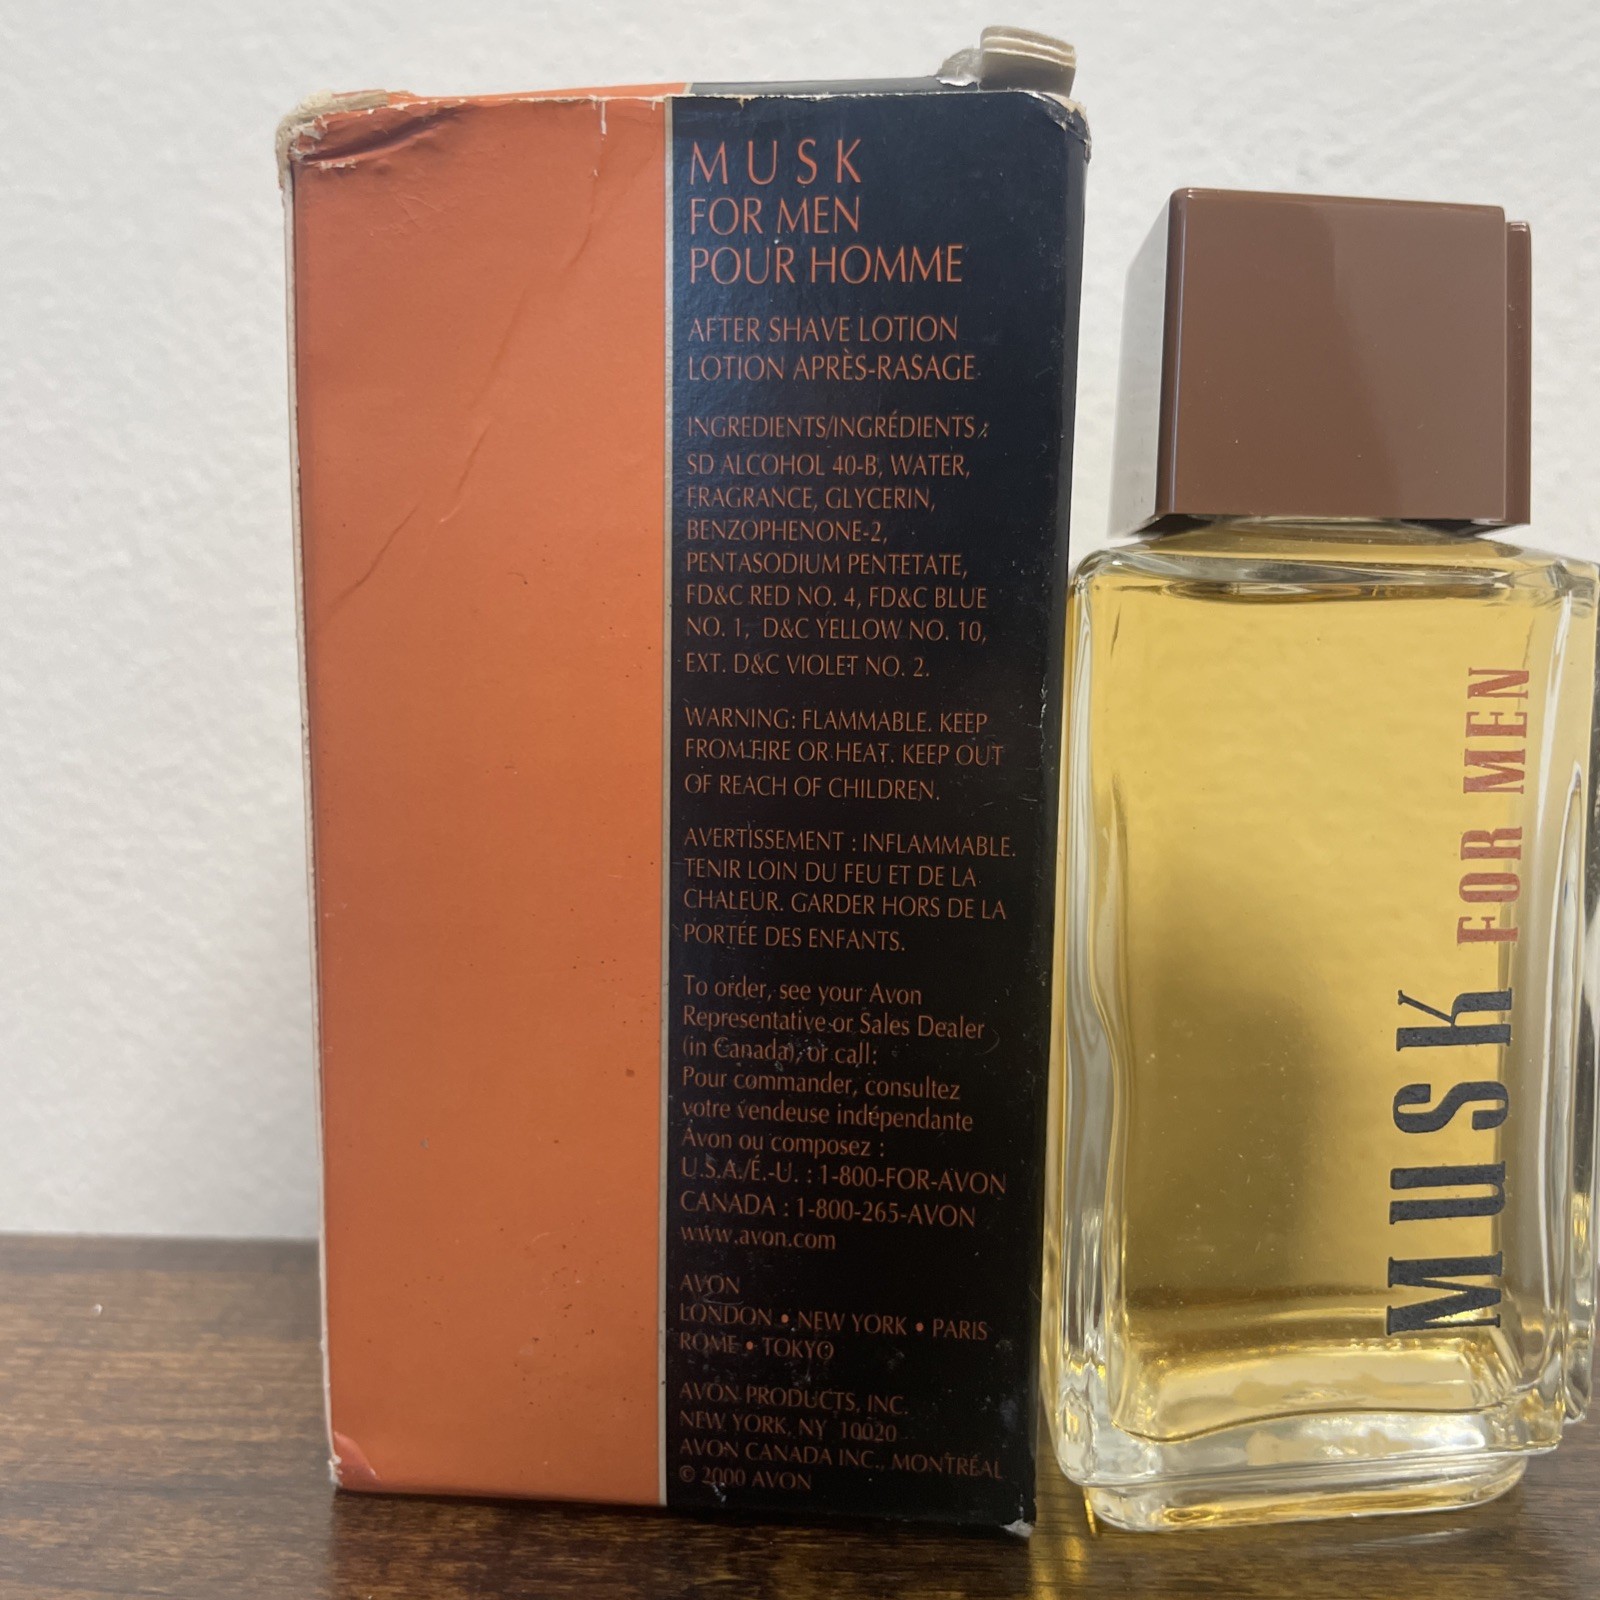 MUSK
FOR MEN
POUR HOMME
AFTER SHAVE LOTION
LOTION APRÈS-RASAGE
INGREDIENTS/INGRÉDIENTS :
SD ALCOHOL 40-B, WATER,
FRAGRANCE, GLYCERIN,
BENZOPHENONE-2,
PENTASODIUM PENTETATE,
FD&C RED NO. 4, FD&C BLUE
NO. 1, D&C YELLOW NO. 10,
EXT. D&C VIOLET NO. 2.
WARNING: FLAMMABLE. KEEP
FROM FIRE OR HEAT. KEEP OUT
OF REACH OF CHILDREN.
AVERTISSEMENT : INFLAMMABLE.
TENIR LOIN DU FEU ET DE LA
CHALEUR. GARDER HORS DE LA
PORTÉE DES ENFANTS.
To order, see your Avon
Representative or Sales Dealer
(in Canada), or call:
Pour commander, consultez
votre vendeuse indépendante
Avon ou composez :
U.S.A./É.-U. : 1-800-FOR-AVON
CANADA : 1-800-265-AVON
www.avon.com
AVON
LONDON • NEW YORK • PARIS
ROME • TOKYO
AVON PRODUCTS, INC.
NEW YORK, NY 10020
AVON CANADA INC., MONTRÉAL
© 2000 AVON
MUSK FOR MEN